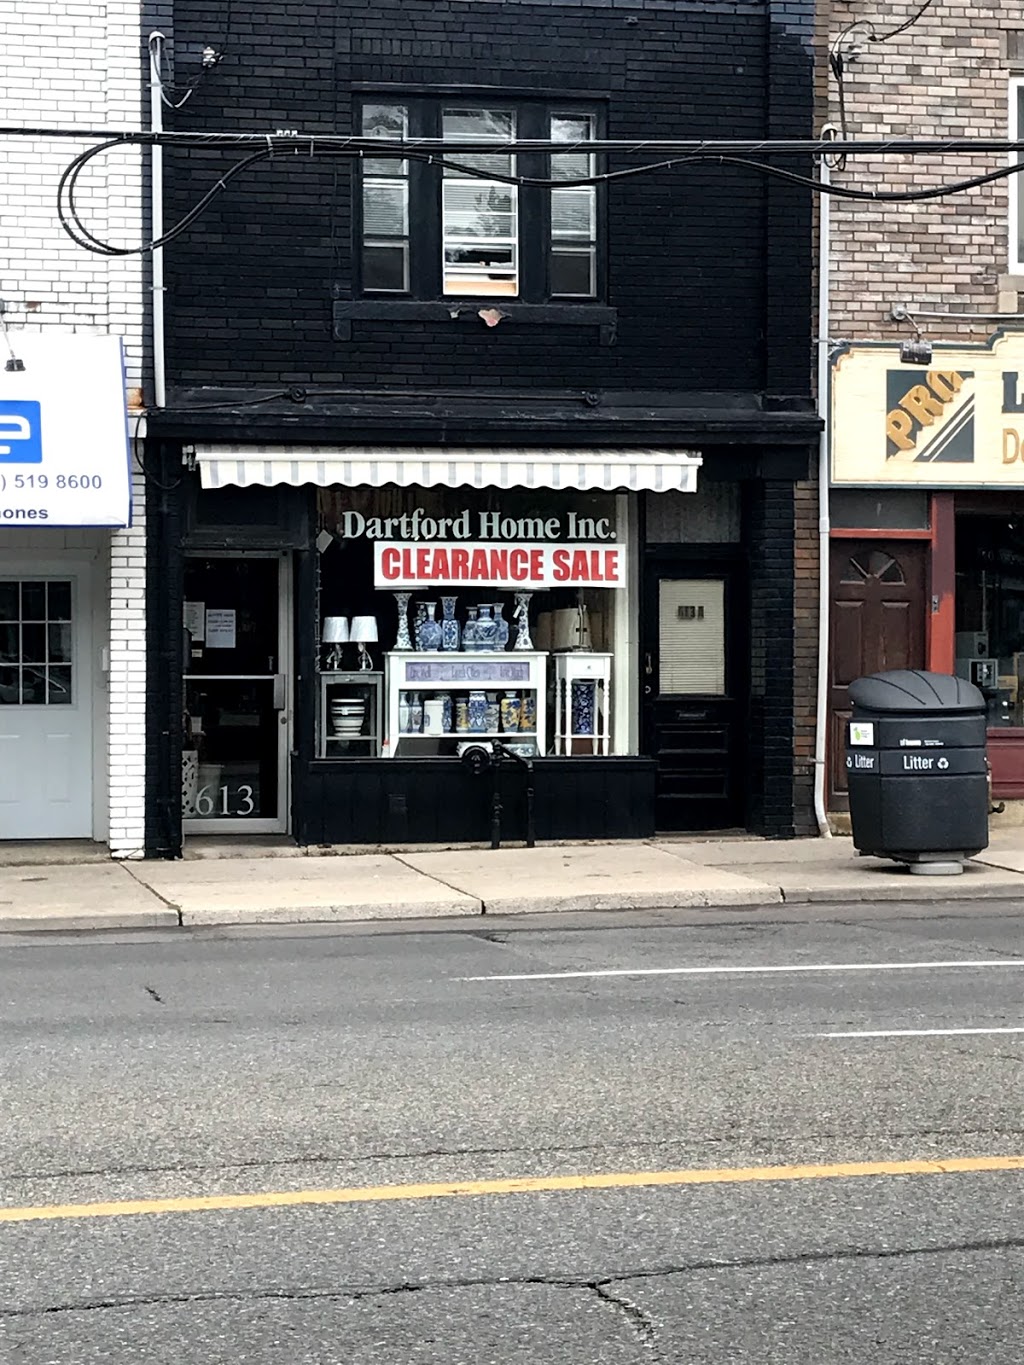 Dartford Home Inc.
CLEARANCE SALE
) 519 8600
ones
PRO
L
D
613
Litter
Litter